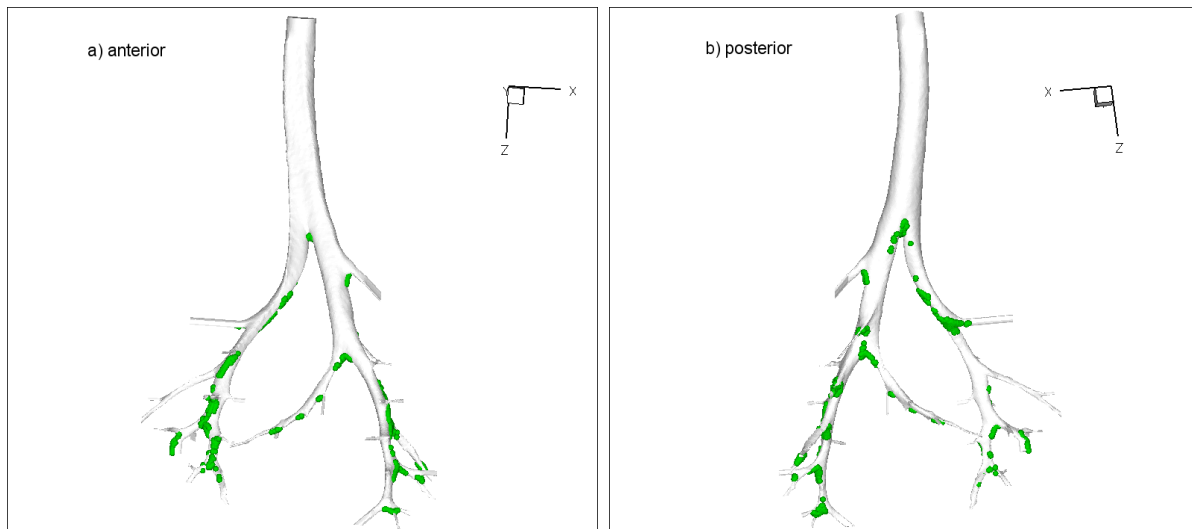 a) anterior
Y X
Z
b) posterior
X
Z